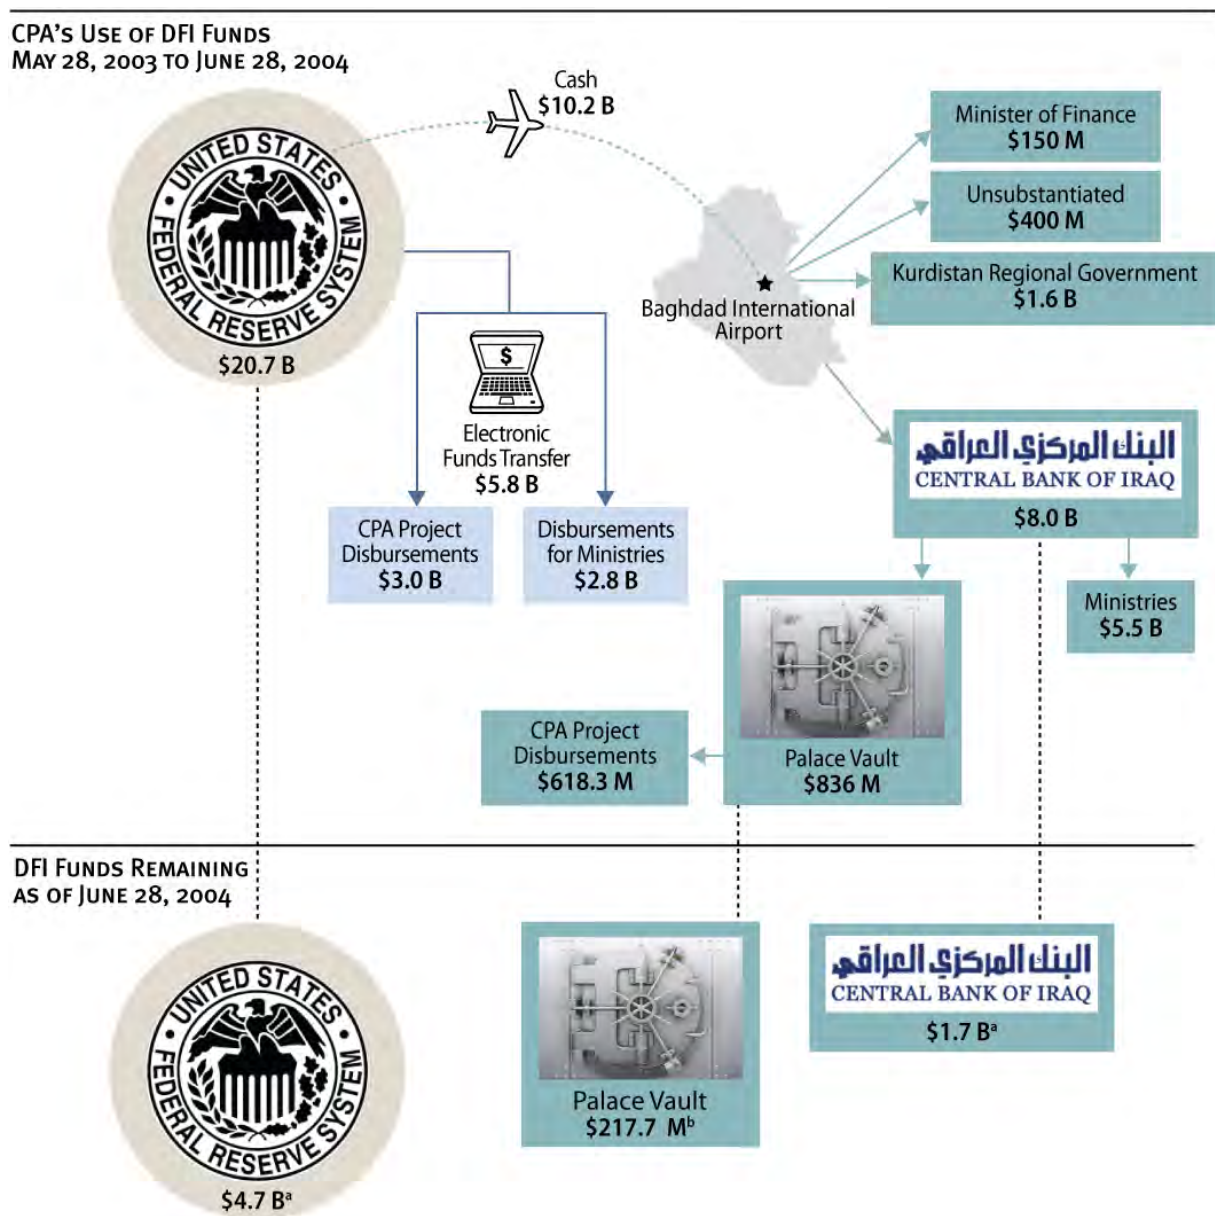 CPA'S USE OF DFI FUNDS
MAY 28, 2003 TO JUNE 28, 2004
Cash
$10.2 B
UNITED STATES
FEDERAL RESERVE SYSTEM
$20.7 B
Minister of Finance
$150 M
Unsubstantiated
$400 M
Kurdistan Regional Government
$1.6 B
Baghdad International
Airport
$
Electronic
Funds Transfer
$5.8 B
CPA Project
Disbursements
$3.0 B
Disbursements
for Ministries
$2.8 B
البنك المركزي العراقي
CENTRAL BANK OF IRAQ
$8.0 B
Ministries
$5.5 B
Palace Vault
$836 M
CPA Project
Disbursements
$618.3 M
DFI FUNDS REMAINING
AS OF JUNE 28, 2004
UNITED STATES
FEDERAL RESERVE SYSTEM
$4.7 Bᵃ
Palace Vault
$217.7 Mᵇ
البنك المركزي العراقي
CENTRAL BANK OF IRAQ
$1.7 Bᵃ